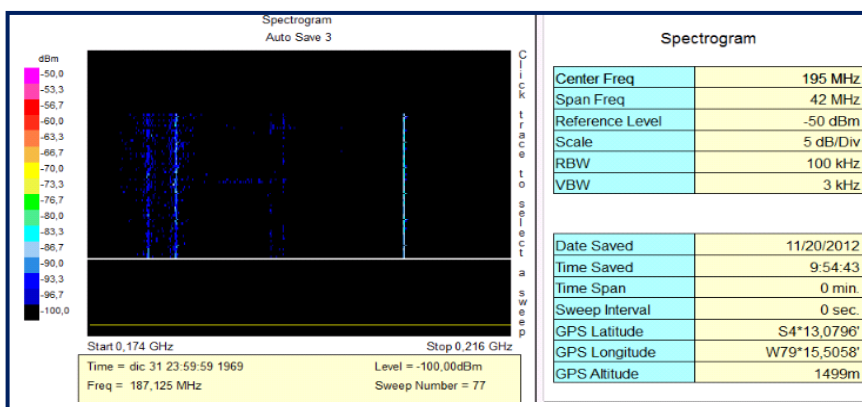 Spectrogram
Auto Save 3
dBm
-50,0
-53,3
-56,7
-60,0
-63,3
-66,7
-70,0
-73,3
-76,7
-80,0
-83,3
-86,7
-90,0
-93,3
-96,7
-100,0
Click trace to select a sweep
Start 0,174 GHz Stop 0,216 GHz
Time = dic 31 23:59:59 1969 Level = -100,00dBm
Freq = 187,125 MHz Sweep Number = 77
Spectrogram
Center Freq 195 MHz
Span Freq 42 MHz
Reference Level -50 dBm
Scale 5 dB/Div
RBW 100 kHz
VBW 3 kHz
Date Saved 11/20/2012
Time Saved 9:54:43
Time Span 0 min.
Sweep Interval 0 sec.
GPS Latitude S4*13,0796'
GPS Longitude W79*15,5058'
GPS Altitude 1499m